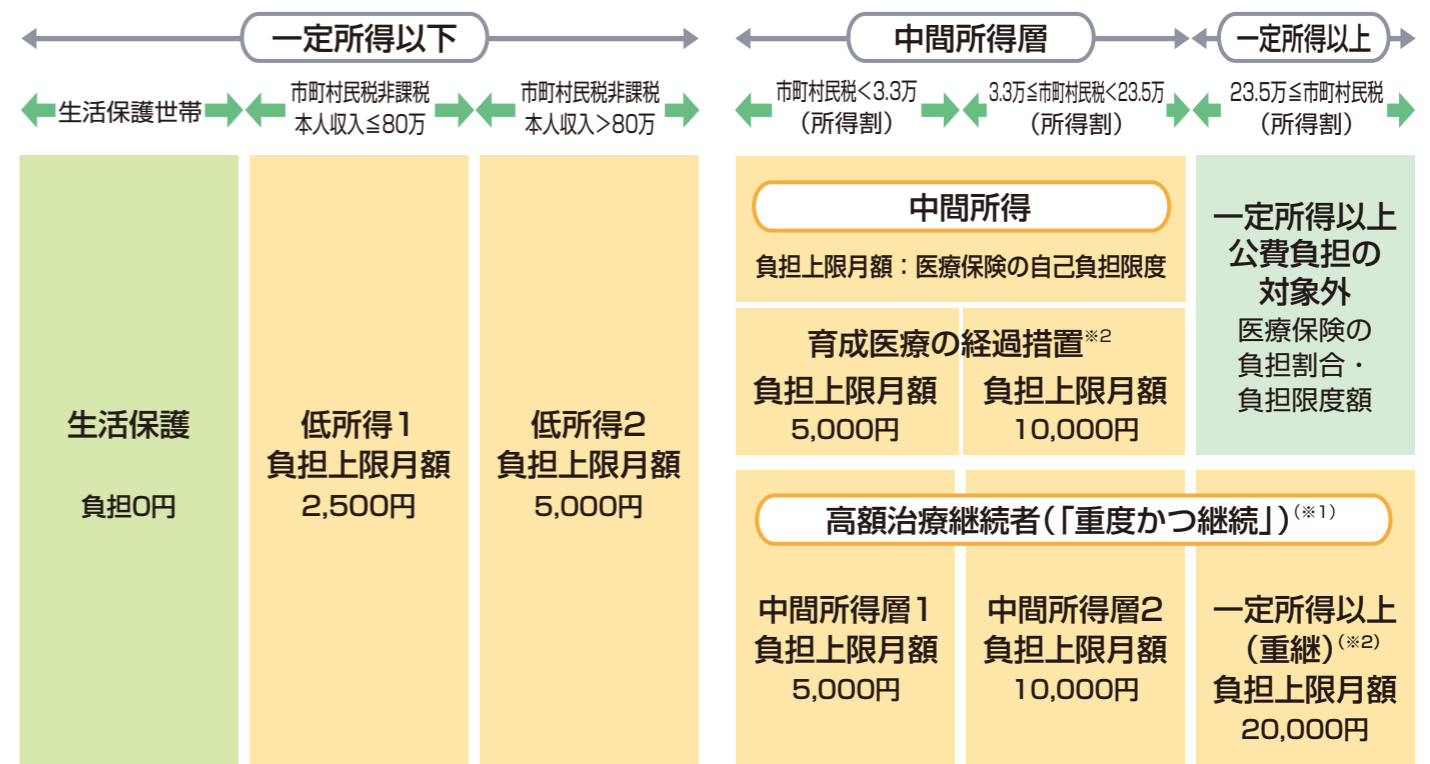 一定所得以下
中間所得層
一定所得以上
生活保護世帯
市町村民税非課税
本人収入≦80万
市町村民税非課税
本人収入>80万
市町村民税<3.3万
(所得割)
3.3万≦市町村民税<23.5万
(所得割)
23.5万≦市町村民税
(所得割)
生活保護
負担0円
低所得1
負担上限月額
2,500円
低所得2
負担上限月額
5,000円
中間所得
負担上限月額:医療保険の自己負担限度
育成医療の経過措置※2
負担上限月額
5,000円
負担上限月額
10,000円
一定所得以上
公費負担の
対象外
医療保険の
負担割合・
負担限度額
高額治療継続者(「重度かつ継続」)(※1)
中間所得層1
負担上限月額
5,000円
中間所得層2
負担上限月額
10,000円
一定所得以上
(重継)(※2)
負担上限月額
20,000円